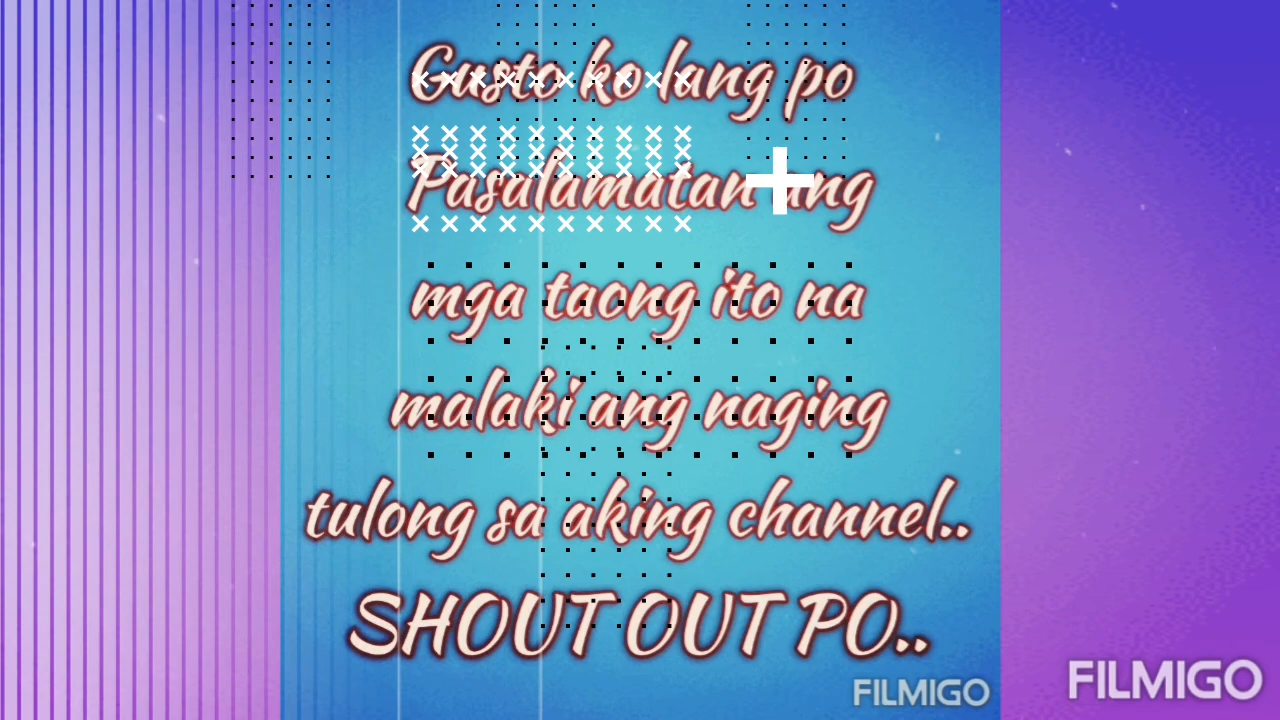 Gusto ko lang po
Pasalamatan ang
mga taong ito na
malaki ang naging
tulong sa aking channel..
SHOUT OUT PO..
FILMIGO
FILMIGO